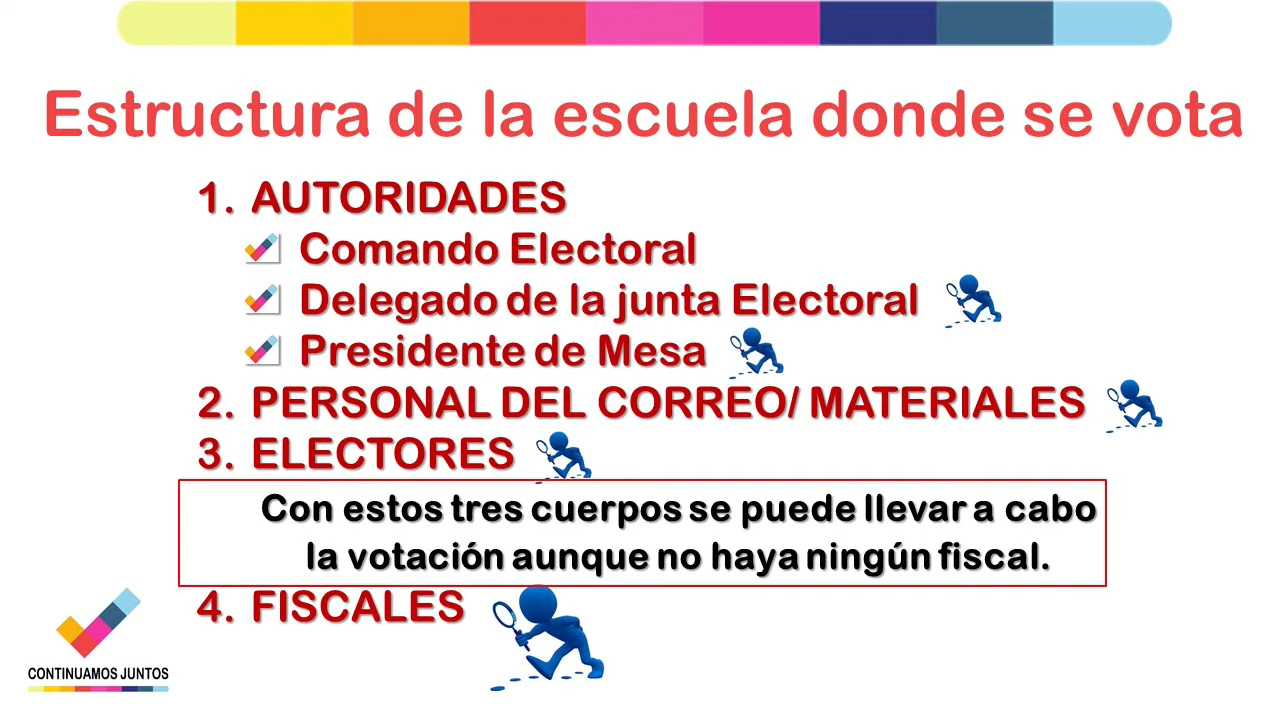 Estructura de la escuela donde se vota
1. AUTORIDADES
Comando Electoral
Delegado de la junta Electoral
Presidente de Mesa
2. PERSONAL DEL CORREO/ MATERIALES
3. ELECTORES
Con estos tres cuerpos se puede llevar a cabo
la votación aunque no haya ningún fiscal.
4. FISCALES
CONTINUAMOS JUNTOS